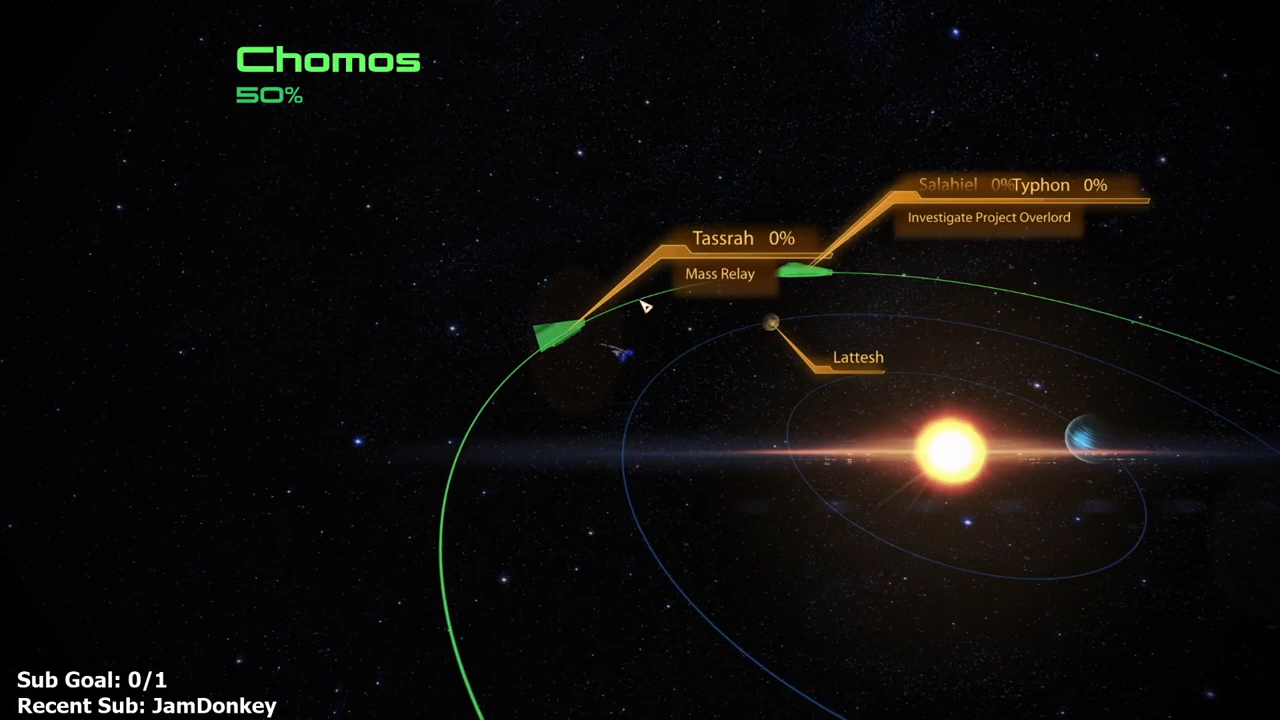 Chomos
50%
Salahiel 0% Typhon 0%
Investigate Project Overlord
Tassrah 0%
Mass Relay
Lattesh
Sub Goal: 0/1
Recent Sub: JamDonkey